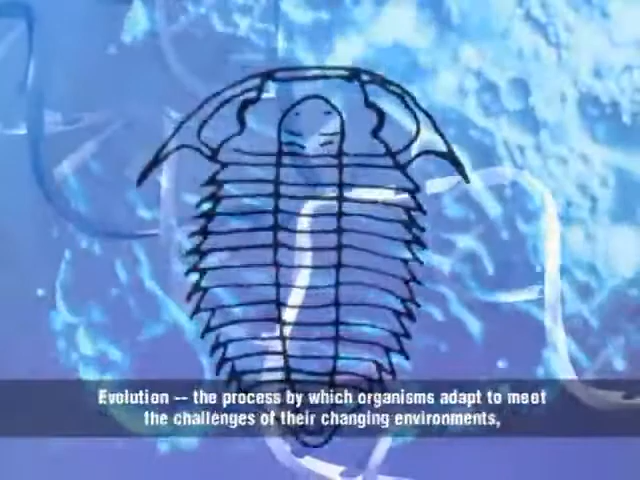 Evolution -- the process by which organisms adapt to meet
the challenges of their changing environments,